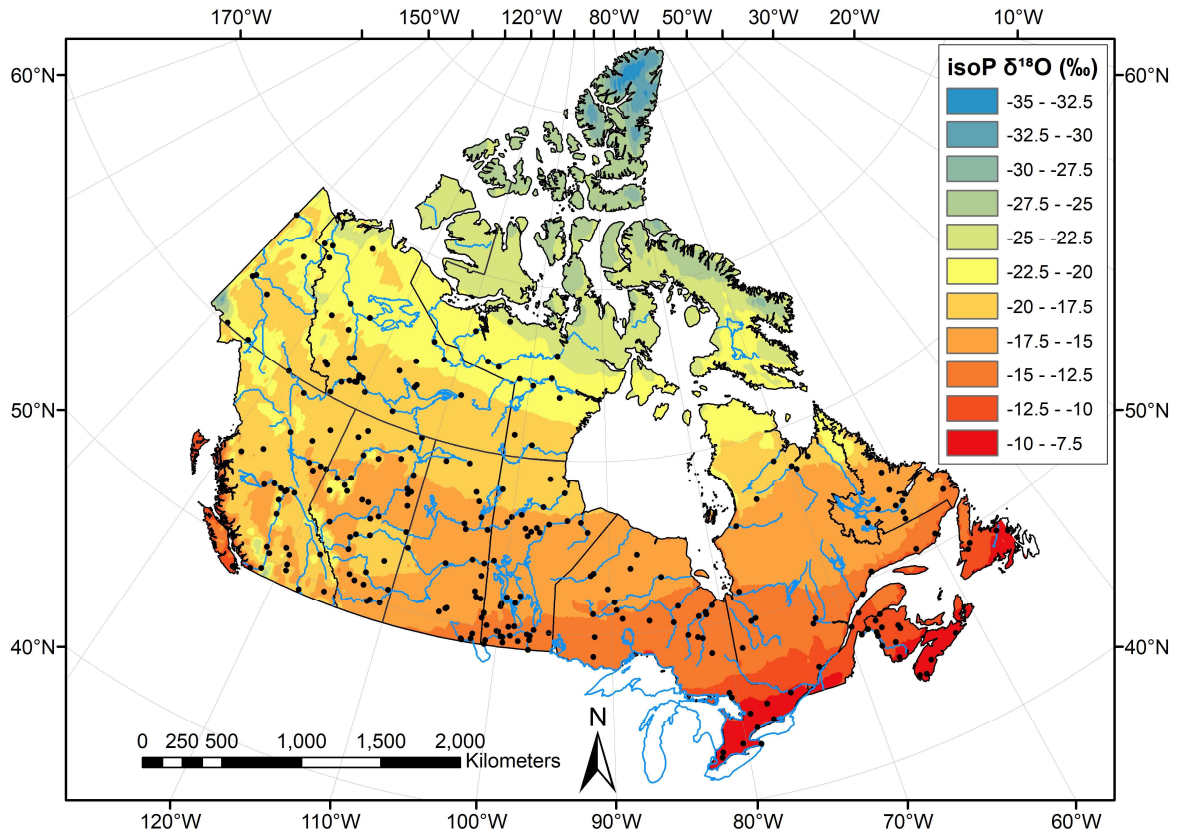 170°W 150°W 120°W 80°W 50°W 30°W 20°W 10°W
60°N
60°N
50°N
50°N
40°N
40°N
isoP δ¹⁸O (‰)
-35 - -32.5
-32.5 - -30
-30 - -27.5
-27.5 - -25
-25 - -22.5
-22.5 - -20
-20 - -17.5
-17.5 - -15
-15 - -12.5
-12.5 - -10
-10 - -7.5
N
0 250 500 1,000 1,500 2,000
Kilometers
120°W 110°W 100°W 90°W 80°W 70°W 60°W